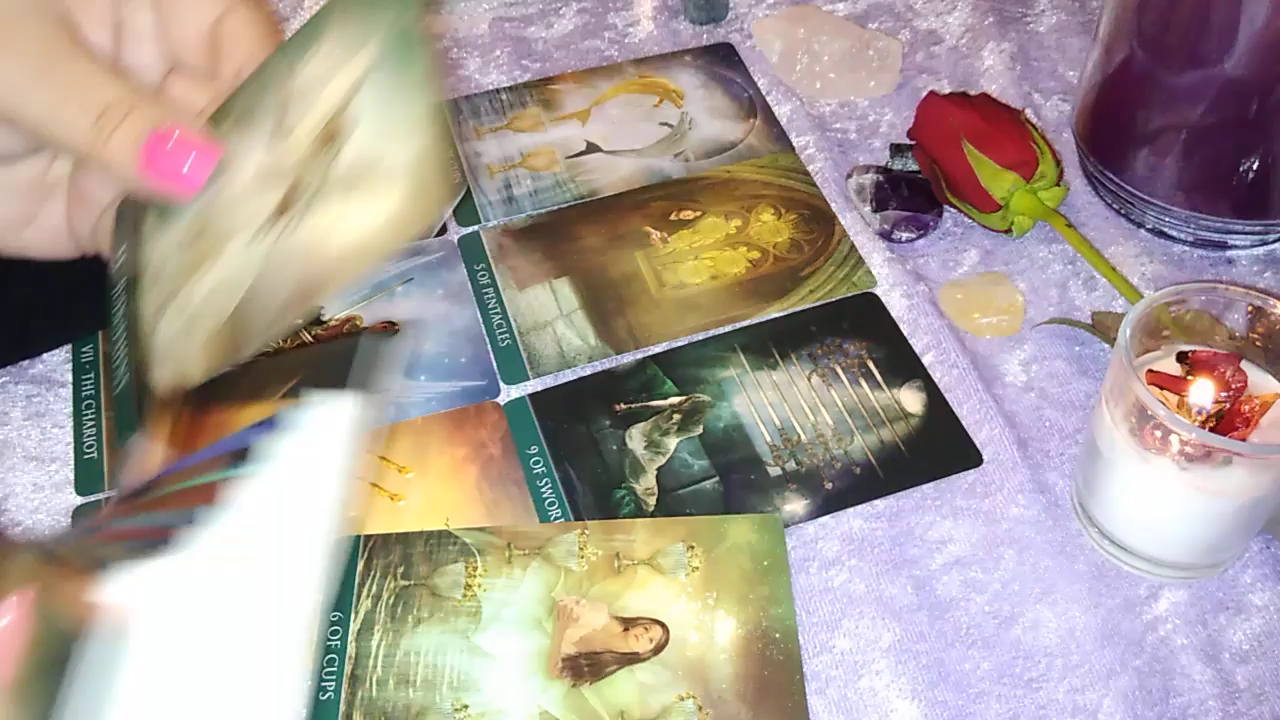 5 OF PENTACLES
VII · THE CHARIOT
9 OF SWOR
6 OF CUPS